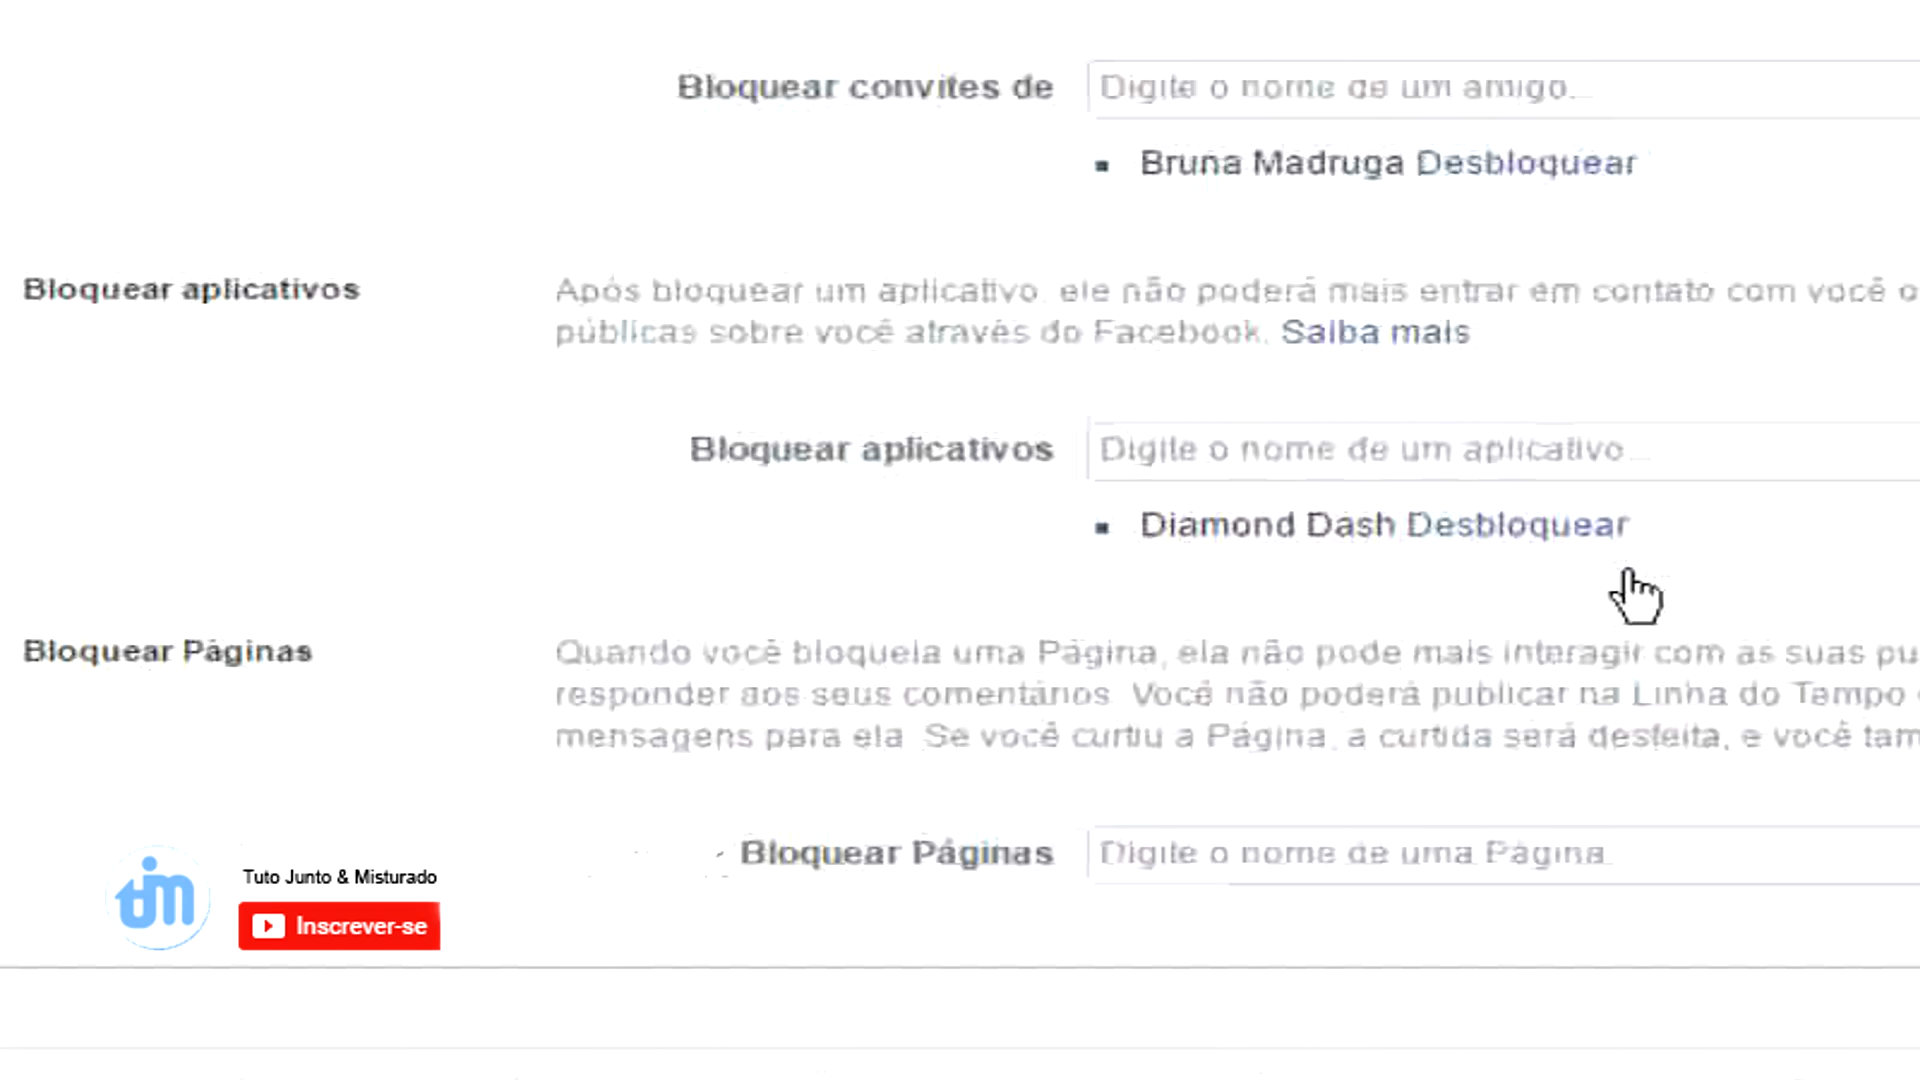 Bloquear convites de Digite o nome de um amigo...
Bruna Madruga Desbloquear
Bloquear aplicativos Após bloquear um aplicativo, ele não poderá mais entrar em contato com você o
públicas sobre você através do Facebook. Saiba mais
Bloquear aplicativos Digite o nome de um aplicativo...
Diamond Dash Desbloquear
Bloquear Páginas Quando você bloqueia uma Página, ela não pode mais interagir com as suas pu
responder aos seus comentários. Você não poderá publicar na Linha do Tempo
mensagens para ela. Se você curtiu a Página, a curtida será desfeita, e você tam
Bloquear Páginas Digite o nome de uma Página...
tjm
Tuto Junto & Misturado
Inscrever-se